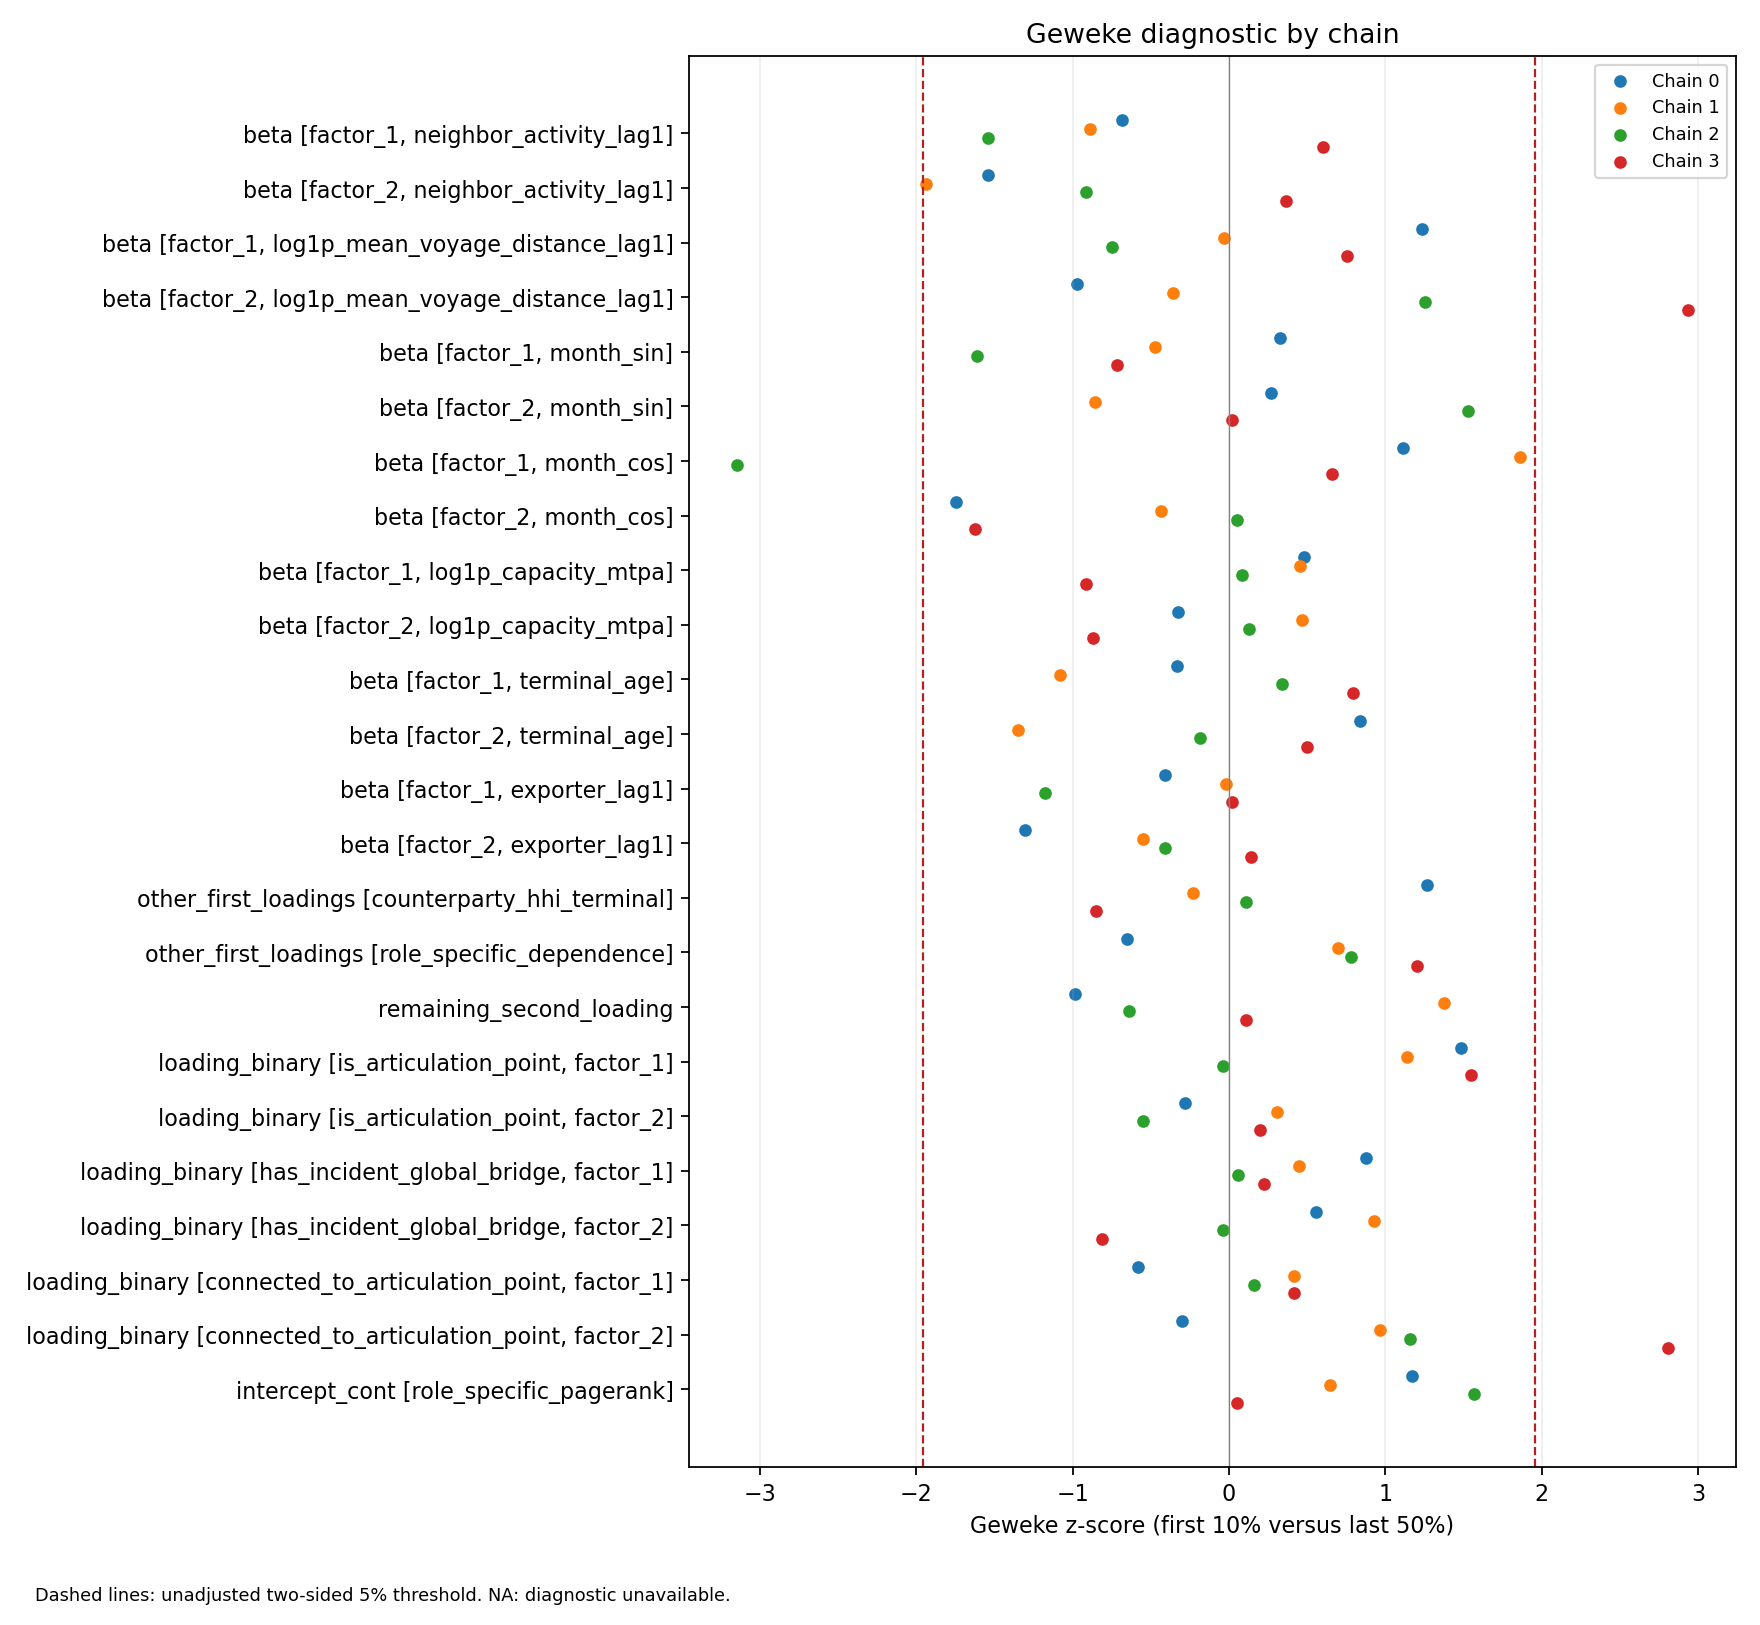 Geweke diagnostic by chain
Chain 0
Chain 1
Chain 2
Chain 3
beta [factor_1, neighbor_activity_lag1]
beta [factor_2, neighbor_activity_lag1]
beta [factor_1, log1p_mean_voyage_distance_lag1]
beta [factor_2, log1p_mean_voyage_distance_lag1]
beta [factor_1, month_sin]
beta [factor_2, month_sin]
beta [factor_1, month_cos]
beta [factor_2, month_cos]
beta [factor_1, log1p_capacity_mtpa]
beta [factor_2, log1p_capacity_mtpa]
beta [factor_1, terminal_age]
beta [factor_2, terminal_age]
beta [factor_1, exporter_lag1]
beta [factor_2, exporter_lag1]
other_first_loadings [counterparty_hhi_terminal]
other_first_loadings [role_specific_dependence]
remaining_second_loading
loading_binary [is_articulation_point, factor_1]
loading_binary [is_articulation_point, factor_2]
loading_binary [has_incident_global_bridge, factor_1]
loading_binary [has_incident_global_bridge, factor_2]
loading_binary [connected_to_articulation_point, factor_1]
loading_binary [connected_to_articulation_point, factor_2]
intercept_cont [role_specific_pagerank]
−3 −2 −1 0 1 2 3
Geweke z-score (first 10% versus last 50%)
Dashed lines: unadjusted two-sided 5% threshold. NA: diagnostic unavailable.